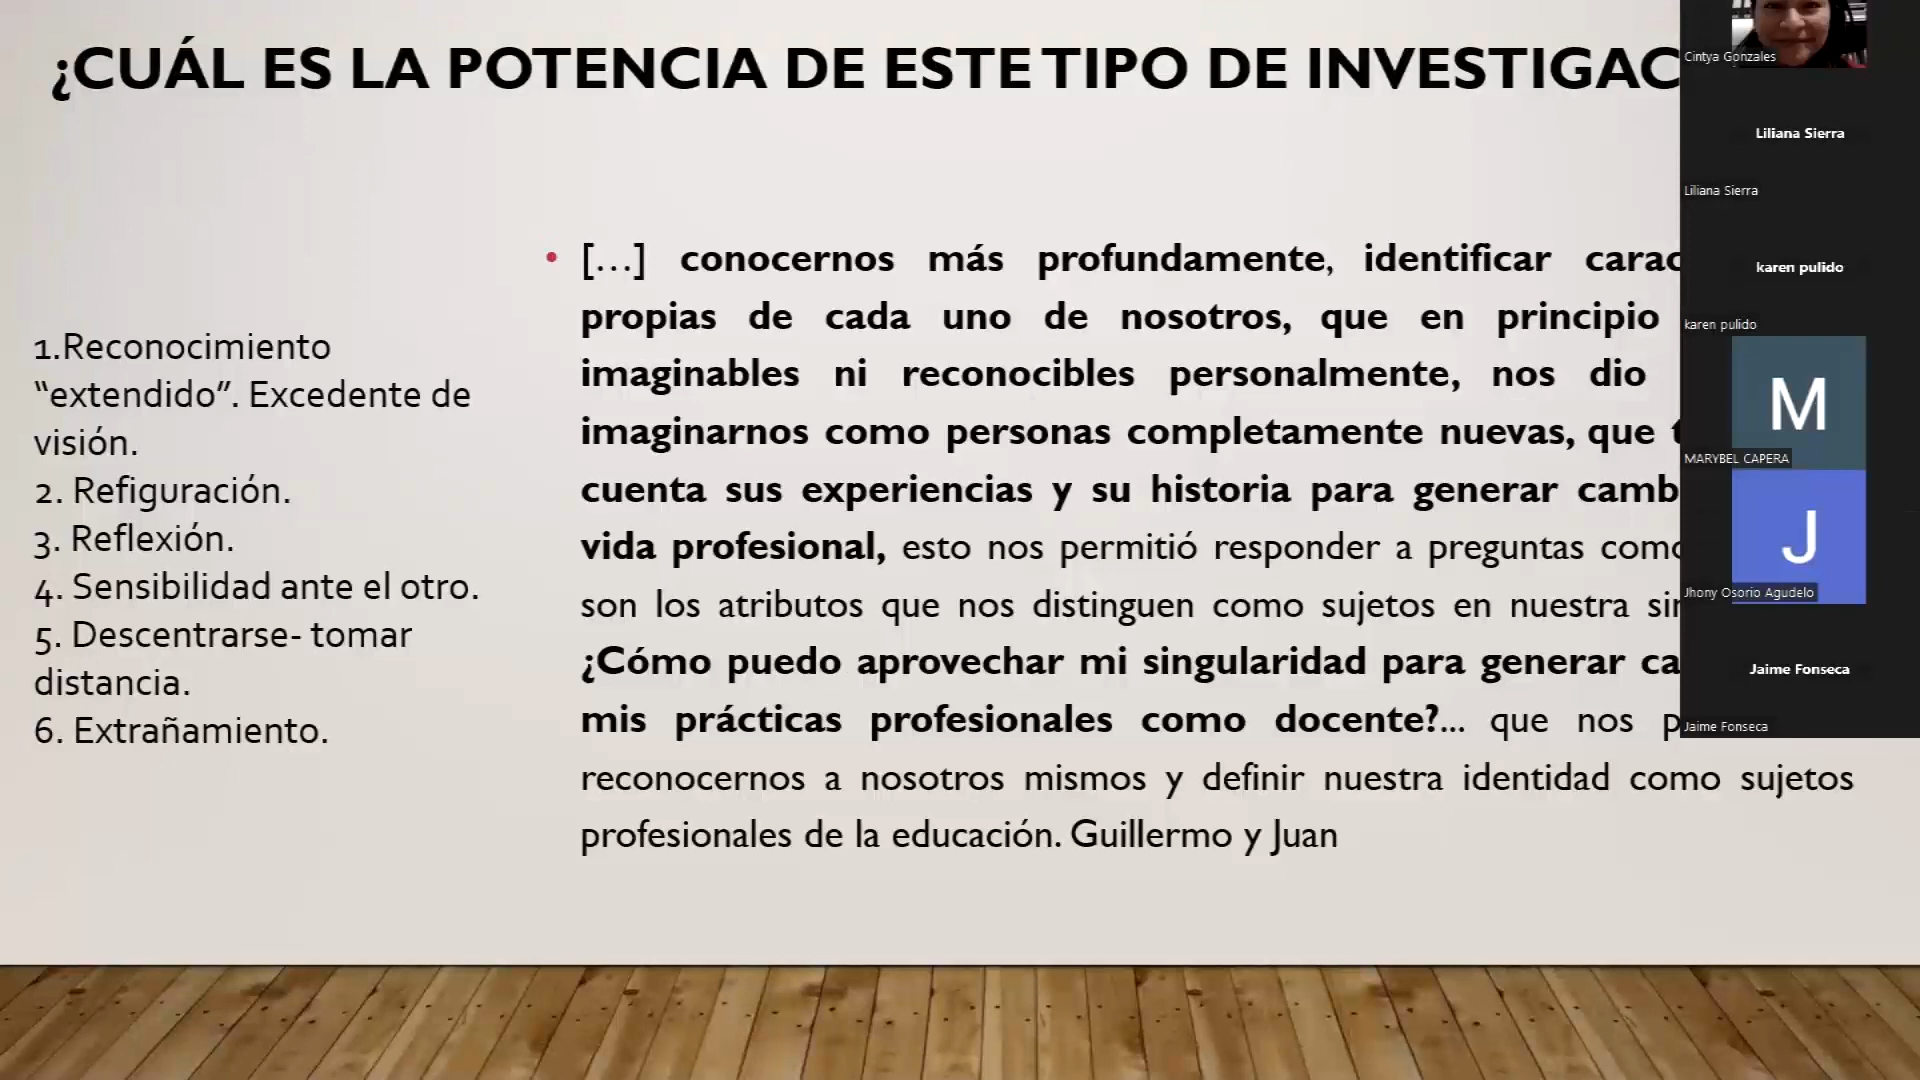 ¿CUÁL ES LA POTENCIA DE ESTE TIPO DE
1.Reconocimiento
“extendido”. Excedente de
visión.
2. Refiguración.
3. Reflexión.
4. Sensibilidad ante el otro.
5. Descentrarse- tomar
distancia.
6. Extrañamiento.
• […] conocernos más profundamente, identificar
propias de cada uno de nosotros, que en principio
imaginables ni reconocibles personalmente, nos dio
imaginarnos como personas completamente nuevas, que
cuenta sus experiencias y su historia para generar
vida profesional, esto nos permitió responder a preguntas
son los atributos que nos distinguen como sujetos en nuestra
¿Cómo puedo aprovechar mi singularidad para generar
mis prácticas profesionales como docente?... que nos
reconocernos a nosotros mismos y definir nuestra identidad como sujetos
profesionales de la educación. Guillermo y Juan
Cintya Gonzales
Liliana Sierra
Liliana Sierra
karen pulido
karen pulido
M
MARYBEL CAPERA
J
Jhony Osorio Agudelo
Jaime Fonseca
Jaime Fonseca